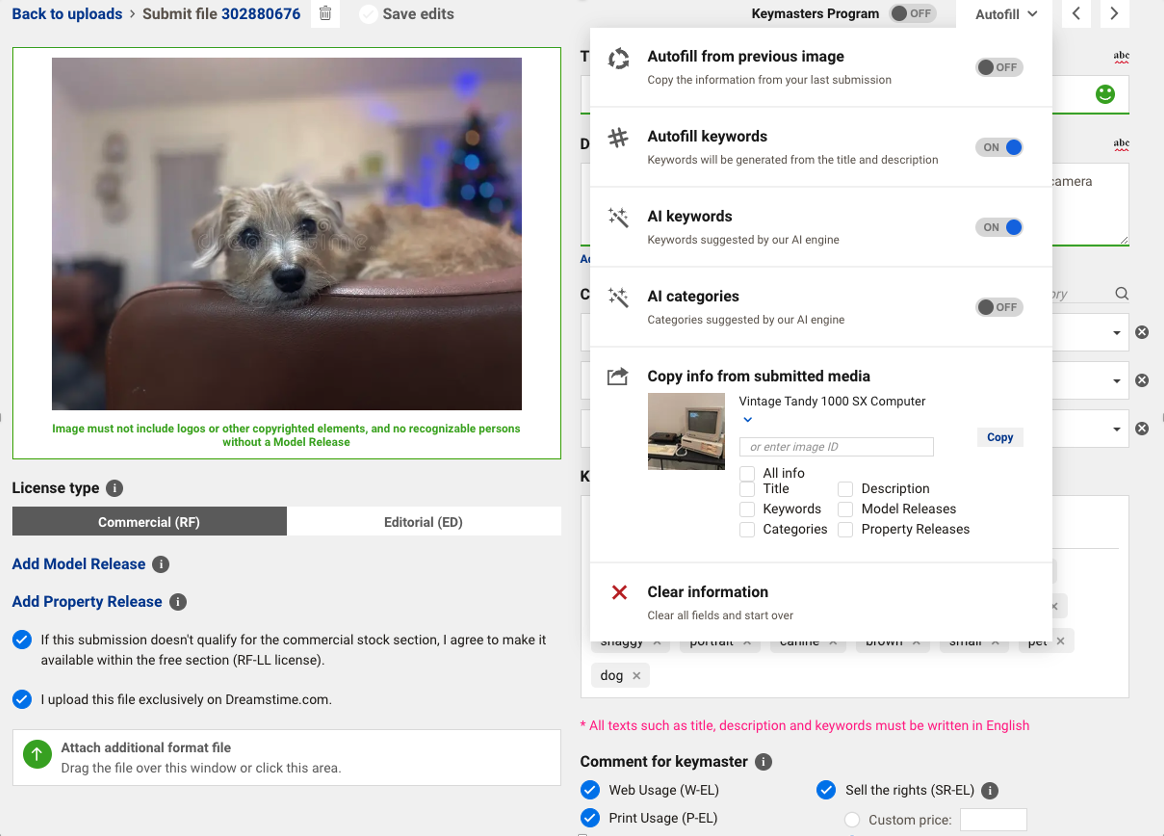 Back to uploads › Submit file 302880676
Save edits
Keymasters Program OFF
Autofill
Autofill from previous image
Copy the information from your last submission
OFF
Autofill keywords
Keywords will be generated from the title and description
ON
AI keywords
Keywords suggested by our AI engine
ON
AI categories
Categories suggested by our AI engine
OFF
Copy info from submitted media
Vintage Tandy 1000 SX Computer
or enter image ID
Copy
All info
Title Description
Keywords Model Releases
Categories Property Releases
Clear information
Clear all fields and start over
abc
abc
camera
dreamstime
Image must not include logos or other copyrighted elements, and no recognizable persons
without a Model Release
License type
Commercial (RF) Editorial (ED)
Add Model Release
Add Property Release
If this submission doesn't qualify for the commercial stock section, I agree to make it
available within the free section (RF-LL license).
I upload this file exclusively on Dreamstime.com.
Attach additional format file
Drag the file over this window or click this area.
shaggy × portrait × canine × brown × small × pet ×
dog ×
* All texts such as title, description and keywords must be written in English
Comment for keymaster
Web Usage (W-EL) Sell the rights (SR-EL)
Print Usage (P-EL) Custom price: